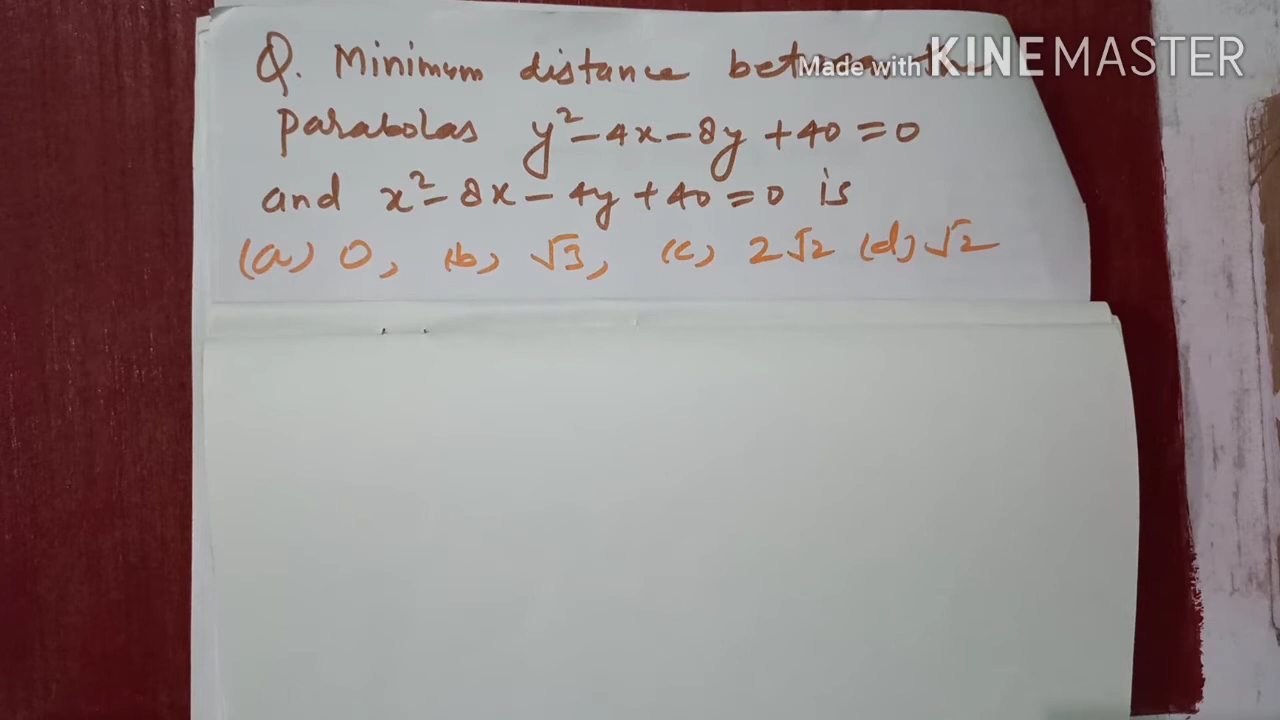 Q. Minimum distance between the
Made with KINEMASTER
parabolas y²-4x-8y+40=0
and x²-8x-4y+40=0 is
(a) 0, (b) √3, (c) 2√2 (d) √2